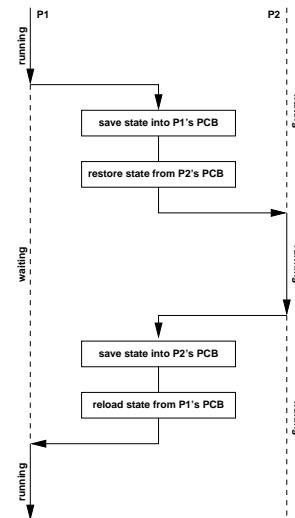 P1
P2
running
save state into P1's PCB
restore state from P2's PCB
waiting
save state into P2's PCB
reload state from P1's PCB
running